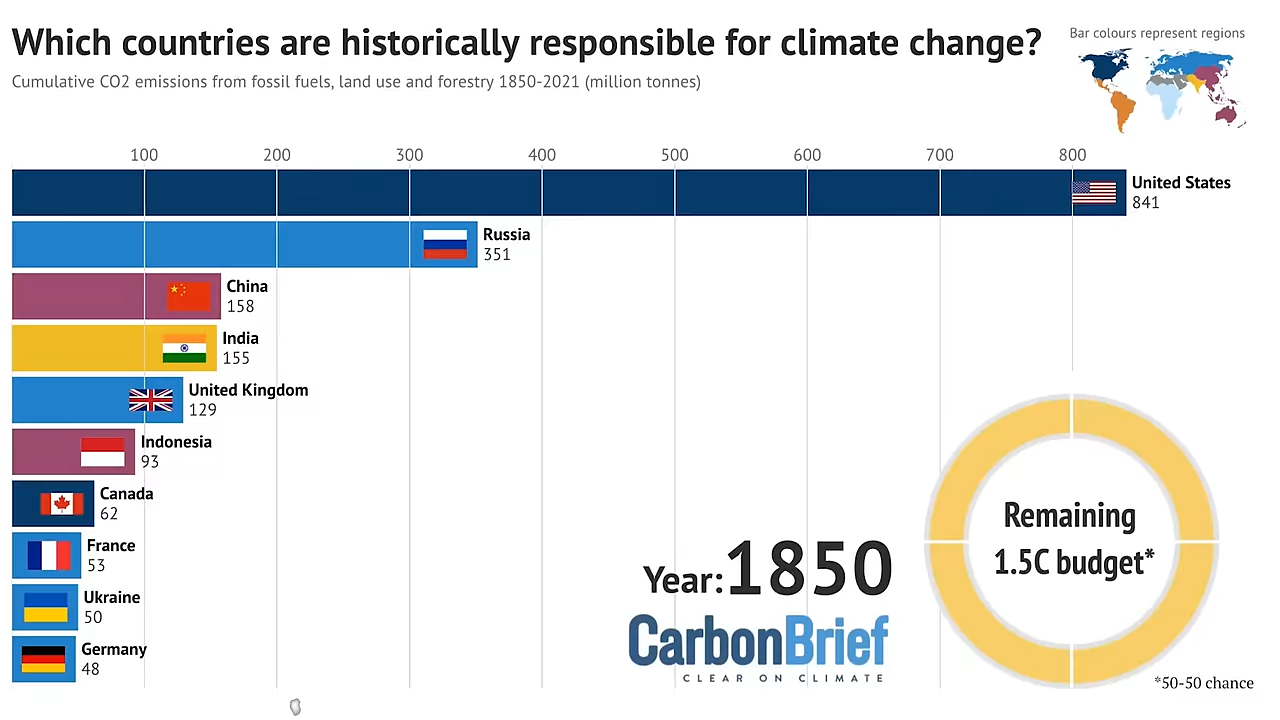 Which countries are historically responsible for climate change?
Bar colours represent regions
Cumulative CO2 emissions from fossil fuels, land use and forestry 1850-2021 (million tonnes)
100 200 300 400 500 600 700 800
United States
841
Russia
351
China
158
India
155
United Kingdom
129
Indonesia
93
Canada
62
France
53
Ukraine
50
Germany
48
Remaining
1.5C budget*
Year:1850
CarbonBrief
CLEAR ON CLIMATE
*50-50 chance